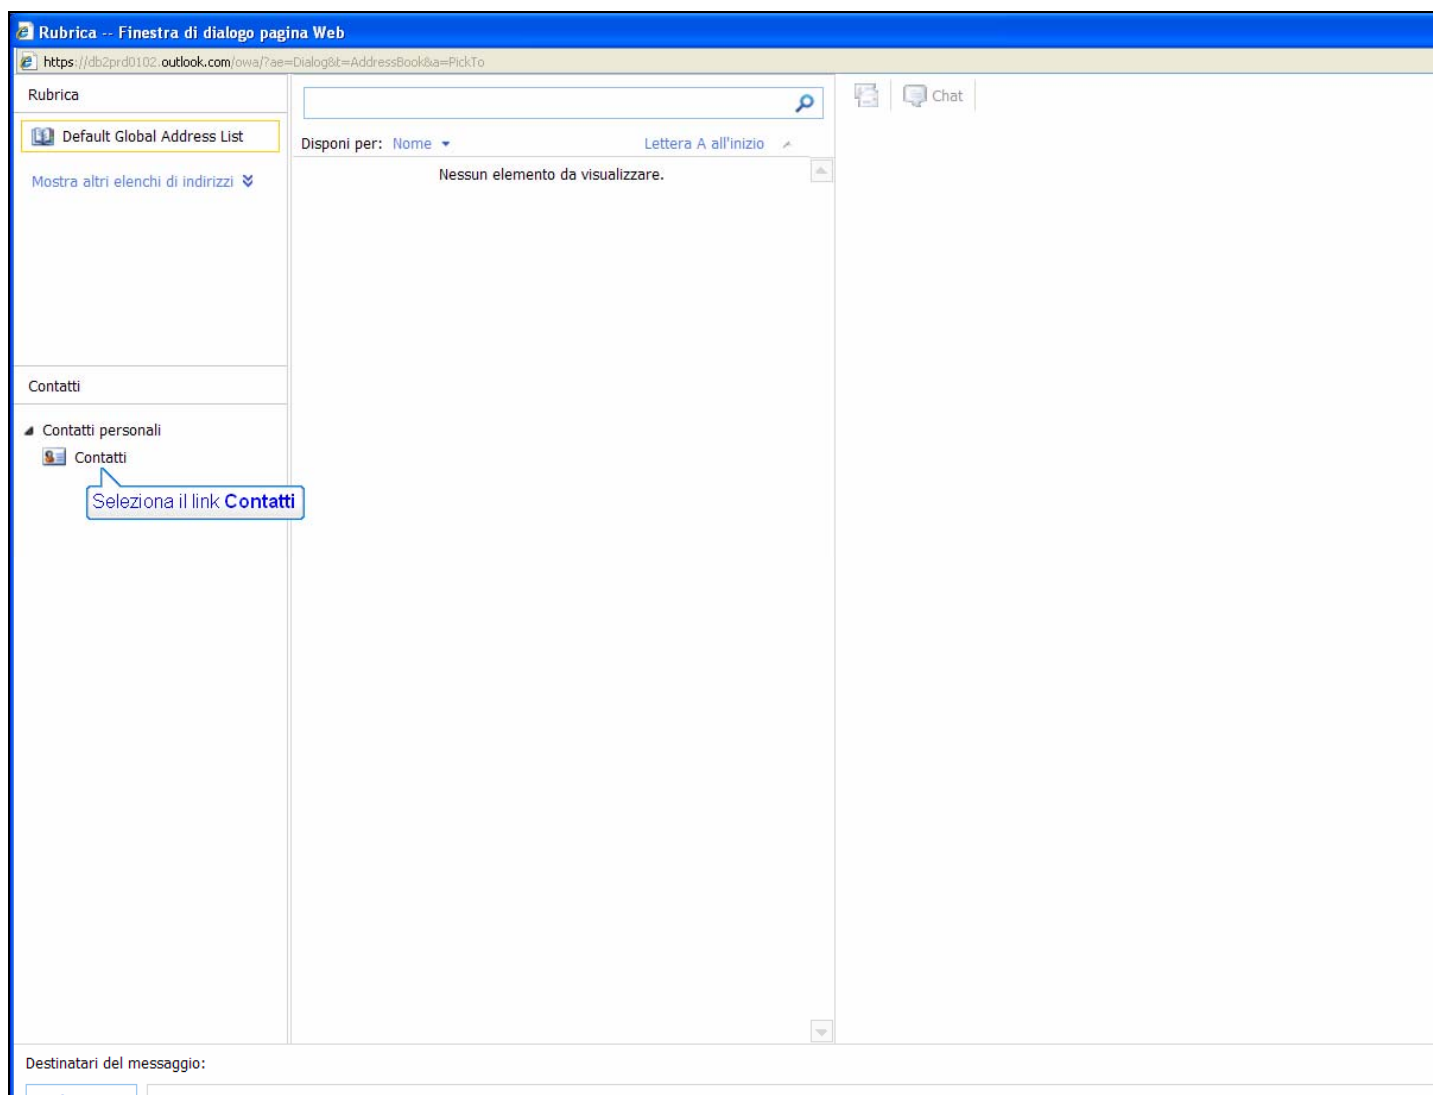 Rubrica -- Finestra di dialogo pagina Web
https://db2prd0102.outlook.com/owa/?ae=Dialog&t=AddressBook&a=PickTo
Rubrica
Default Global Address List
Mostra altri elenchi di indirizzi
Contatti
Contatti personali
Contatti
Seleziona il link Contatti
Disponi per: Nome
Lettera A all'inizio
Nessun elemento da visualizzare.
Chat
Destinatari del messaggio: